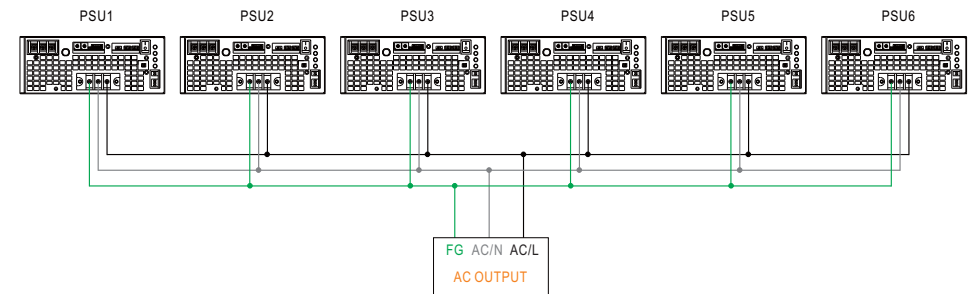 PSU1 PSU2 PSU3 PSU4 PSU5 PSU6
FG AC/N AC/L
AC OUTPUT